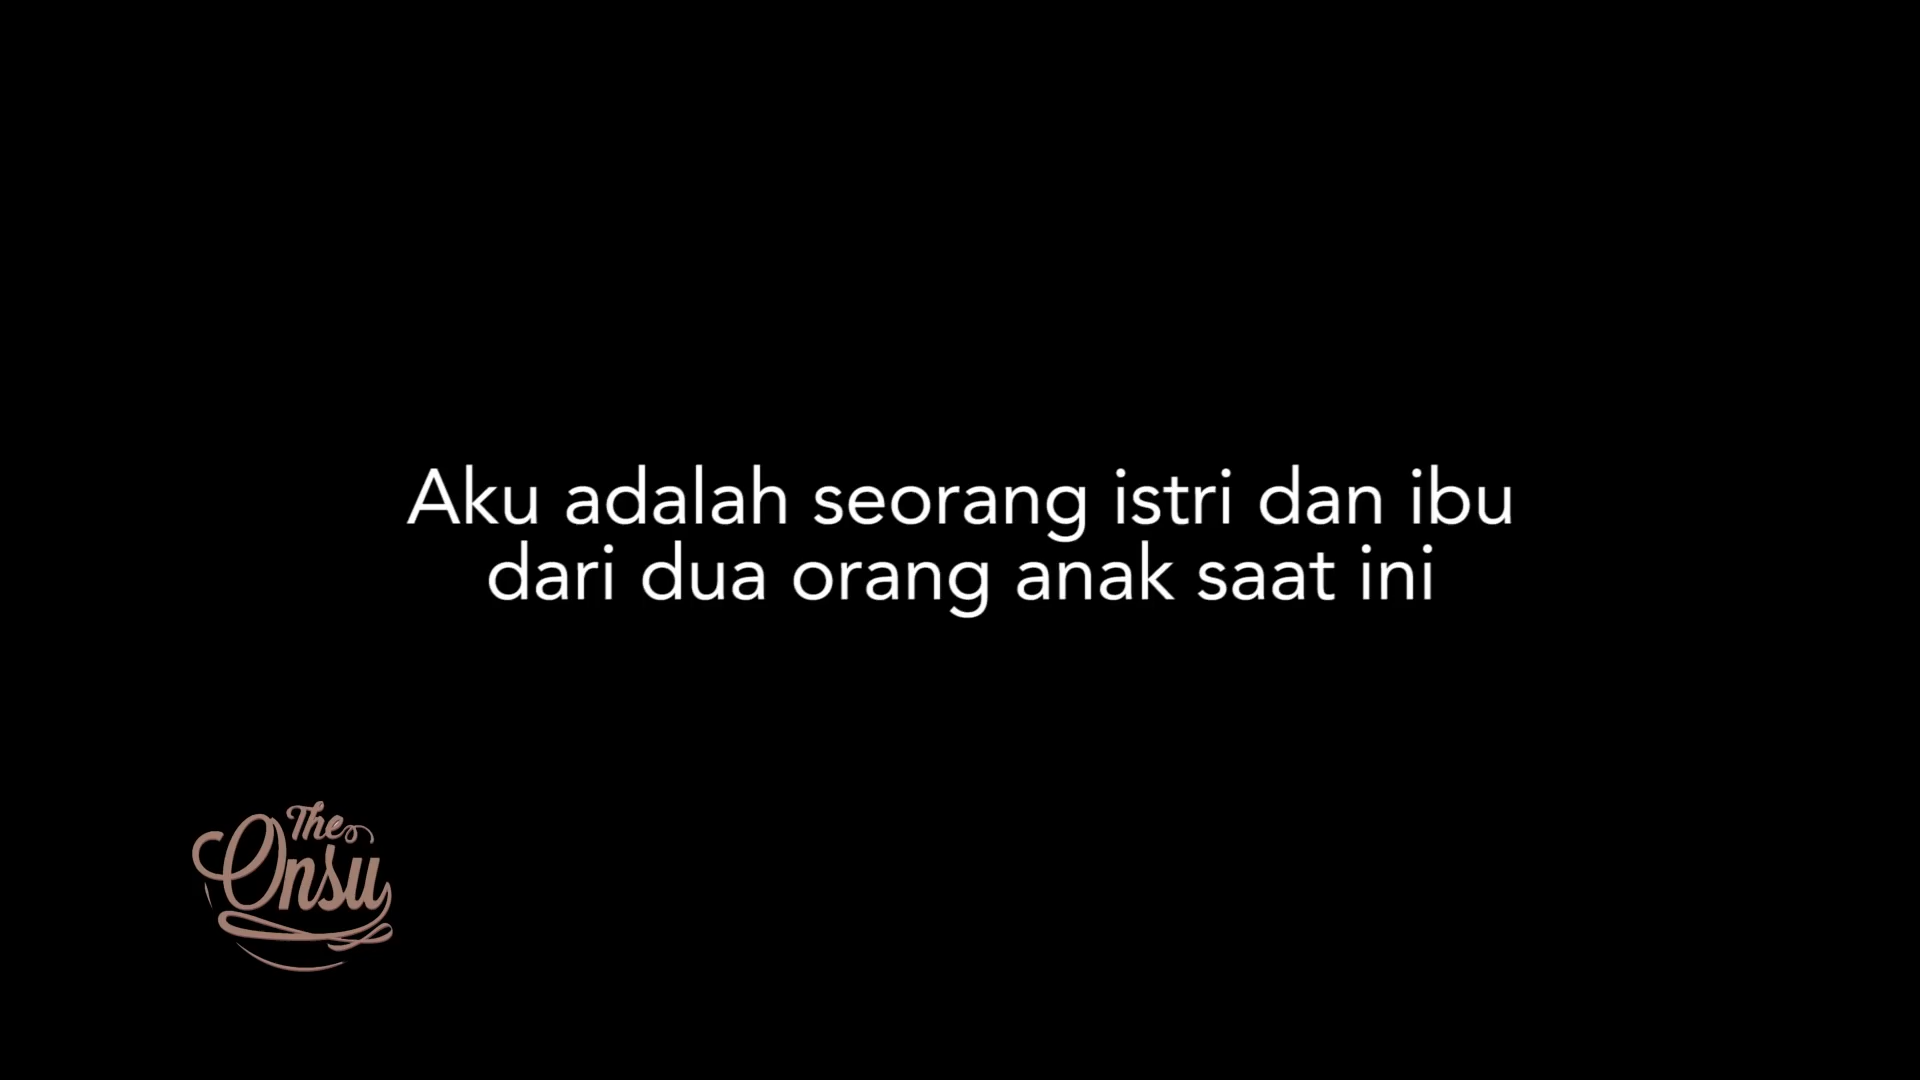 Aku adalah seorang istri dan ibu
dari dua orang anak saat ini
The
Onsu